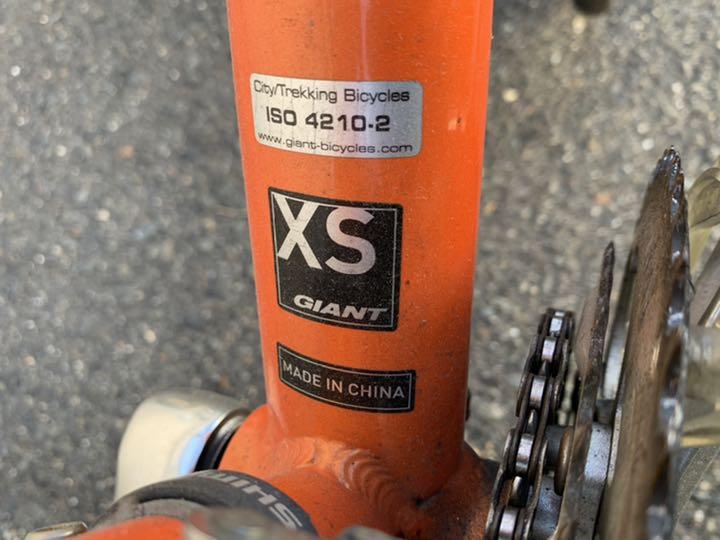 City/Trekking Bicycles
ISO 4210-2
www.giant-bicycles.com
XS
GIANT
MADE IN CHINA